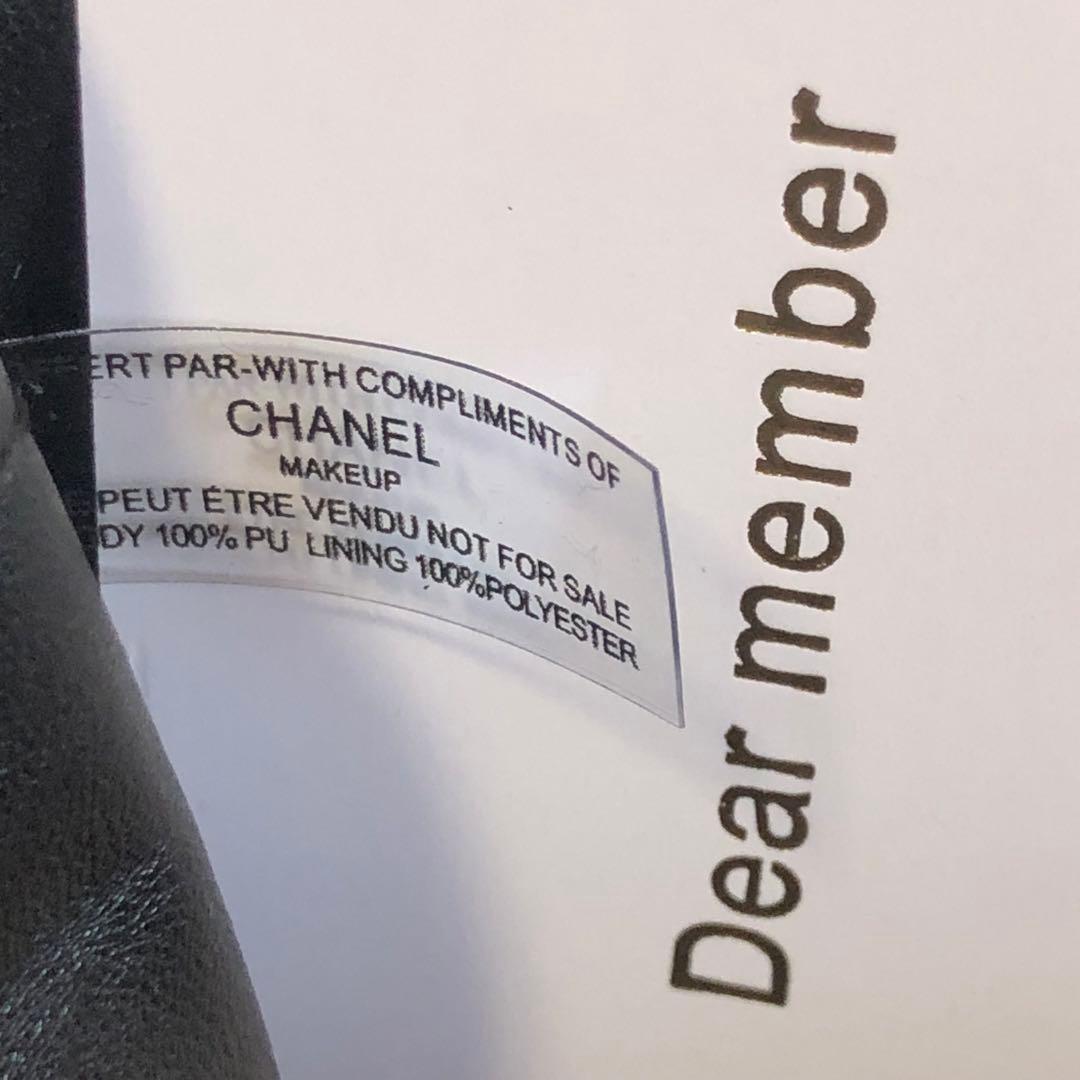 ERT PAR-WITH COMPLIMENTS OF
CHANEL
MAKEUP
PEUT ÉTRE VENDU NOT FOR SALE
DY 100% PU LINING 100%POLYESTER
Dear member